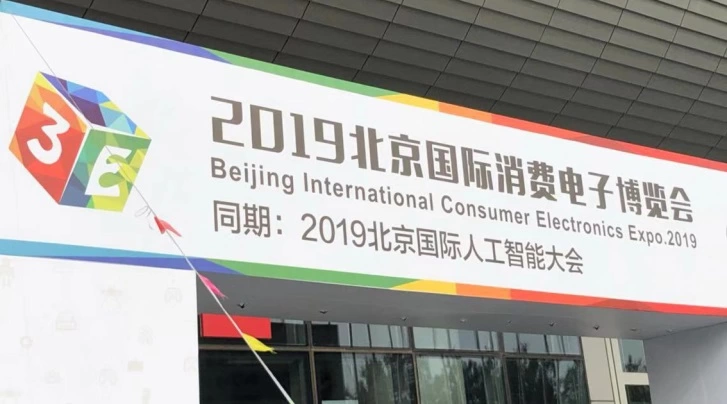 3E
2019北京国际消费电子博览会
Beijing International Consumer Electronics Expo.2019
同期：2019北京国际人工智能大会